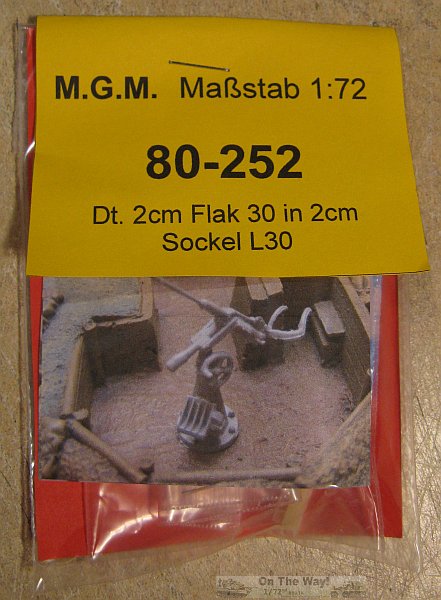 M.G.M. Maßstab 1:72
80-252
Dt. 2cm Flak 30 in 2cm
Sockel L30
On The Way!